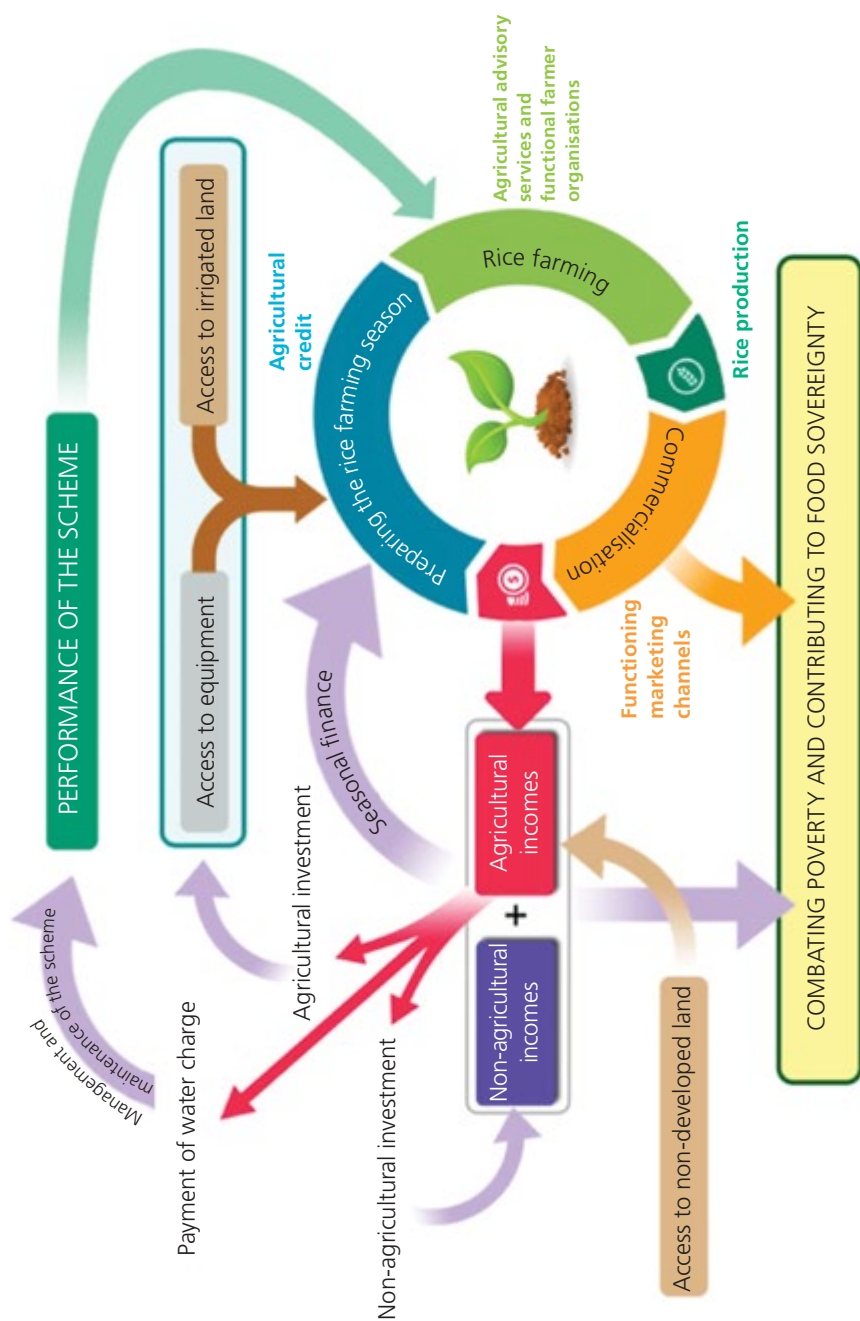 PERFORMANCE OF THE SCHEME
Management and
maintenance of the scheme
Access to equipment
Access to irrigated land
Payment of water charge
Agricultural investment
Non-agricultural investment
Seasonal finance
Agricultural
credit
Preparing the rice farming season
Rice farming
Agricultural advisory
services and
functional farmer
organisations
Rice production
Commercialisation
Functioning
marketing
channels
$
Non-agricultural
incomes
+
Agricultural
incomes
Access to non-developed land
COMBATING POVERTY AND CONTRIBUTING TO FOOD SOVEREIGNTY